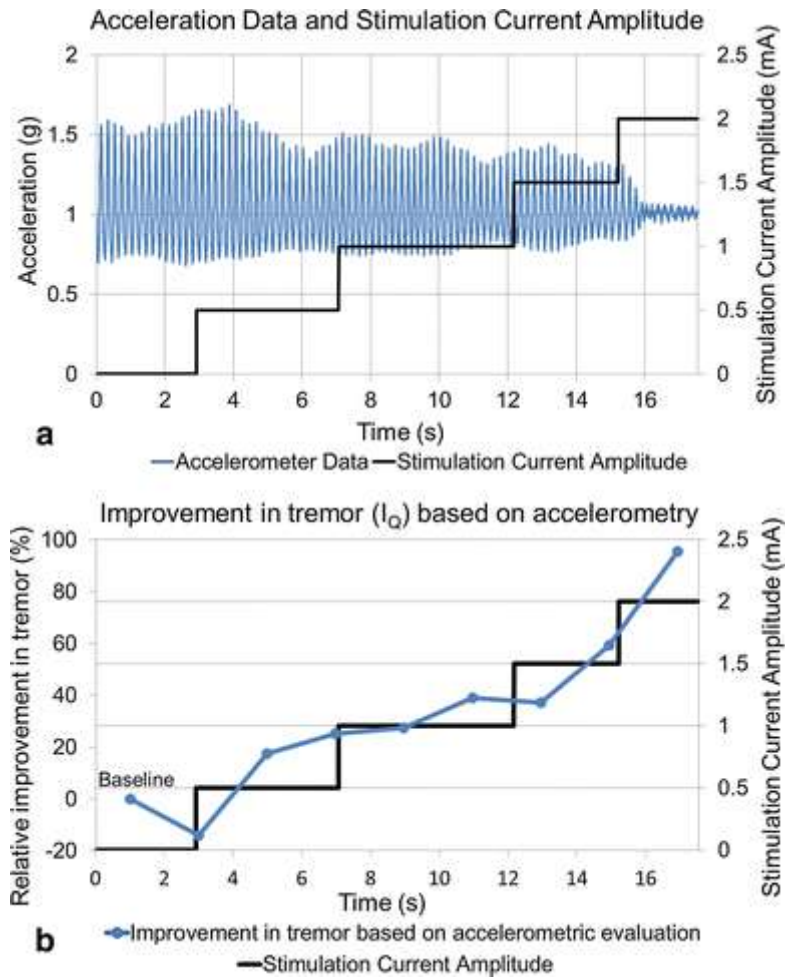 Acceleration Data and Stimulation Current Amplitude
Acceleration (g)
2
1.5
1
0.5
0
2.5
2
1.5
1
0.5
0
Stimulation Current Amplitude (mA)
0 2 4 6 8 10 12 14 16
Time (s)
a
Accelerometer Data Stimulation Current Amplitude
Improvement in tremor (I_Q) based on accelerometry
Relative improvement in tremor (%)
100
80
60
40
20
0
-20
Baseline
2.5
2
1.5
1
0.5
0
Stimulation Current Amplitude (mA)
0 2 4 6 8 10 12 14 16
Time (s)
b
Improvement in tremor based on accelerometric evaluation
Stimulation Current Amplitude